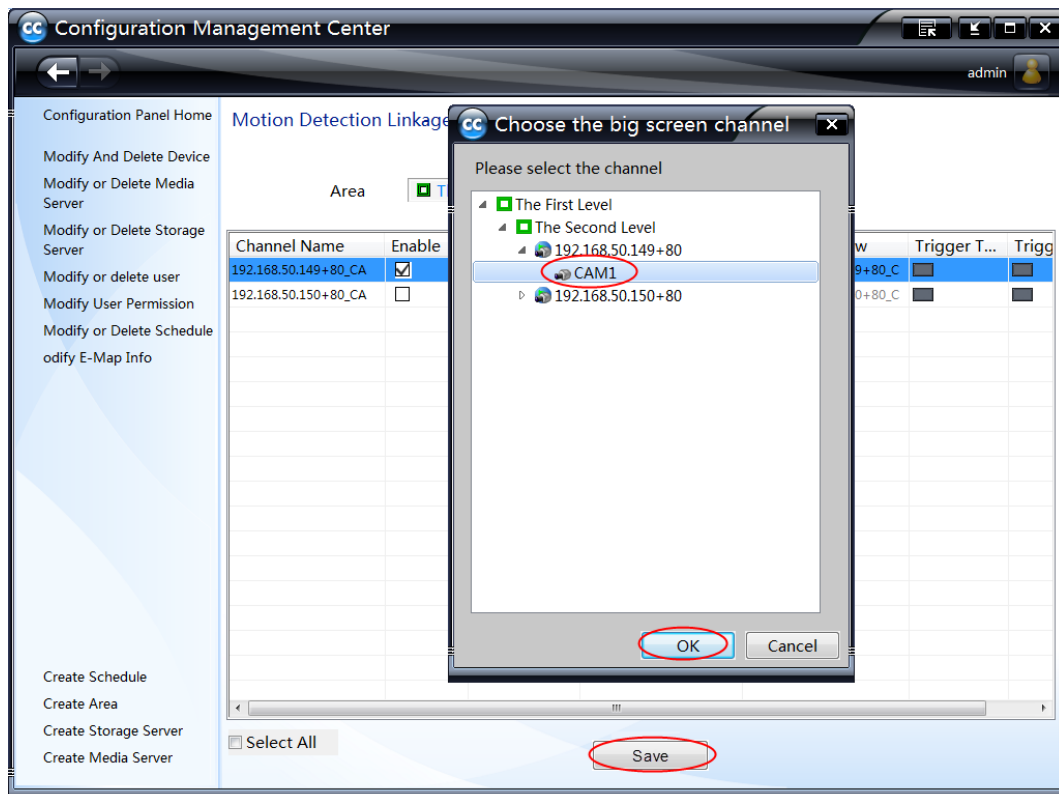 CC Configuration Management Center
admin
Configuration Panel Home
Modify And Delete Device
Modify or Delete Media
Server
Modify or Delete Storage
Server
Modify or delete user
Modify User Permission
Modify or Delete Schedule
odify E-Map Info
Create Schedule
Create Area
Create Storage Server
Create Media Server
Motion Detection Linkage
Area
T
Channel Name Enable w Trigger T... Trigg
192.168.50.149+80_CA 9+80_C
192.168.50.150+80_CA 0+80_C
Select All
Save
CC Choose the big screen channel
Please select the channel
The First Level
The Second Level
192.168.50.149+80
CAM1
192.168.50.150+80
OK Cancel